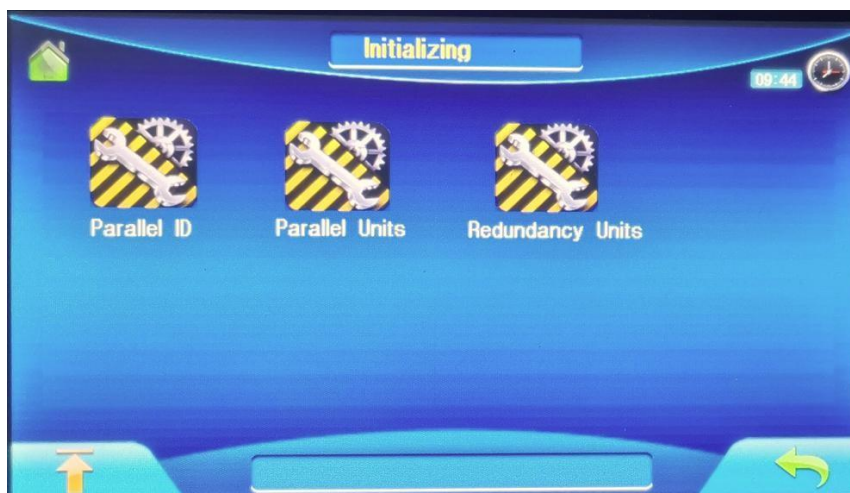 Initializing
09:44
Parallel ID
Parallel Units
Redundancy Units